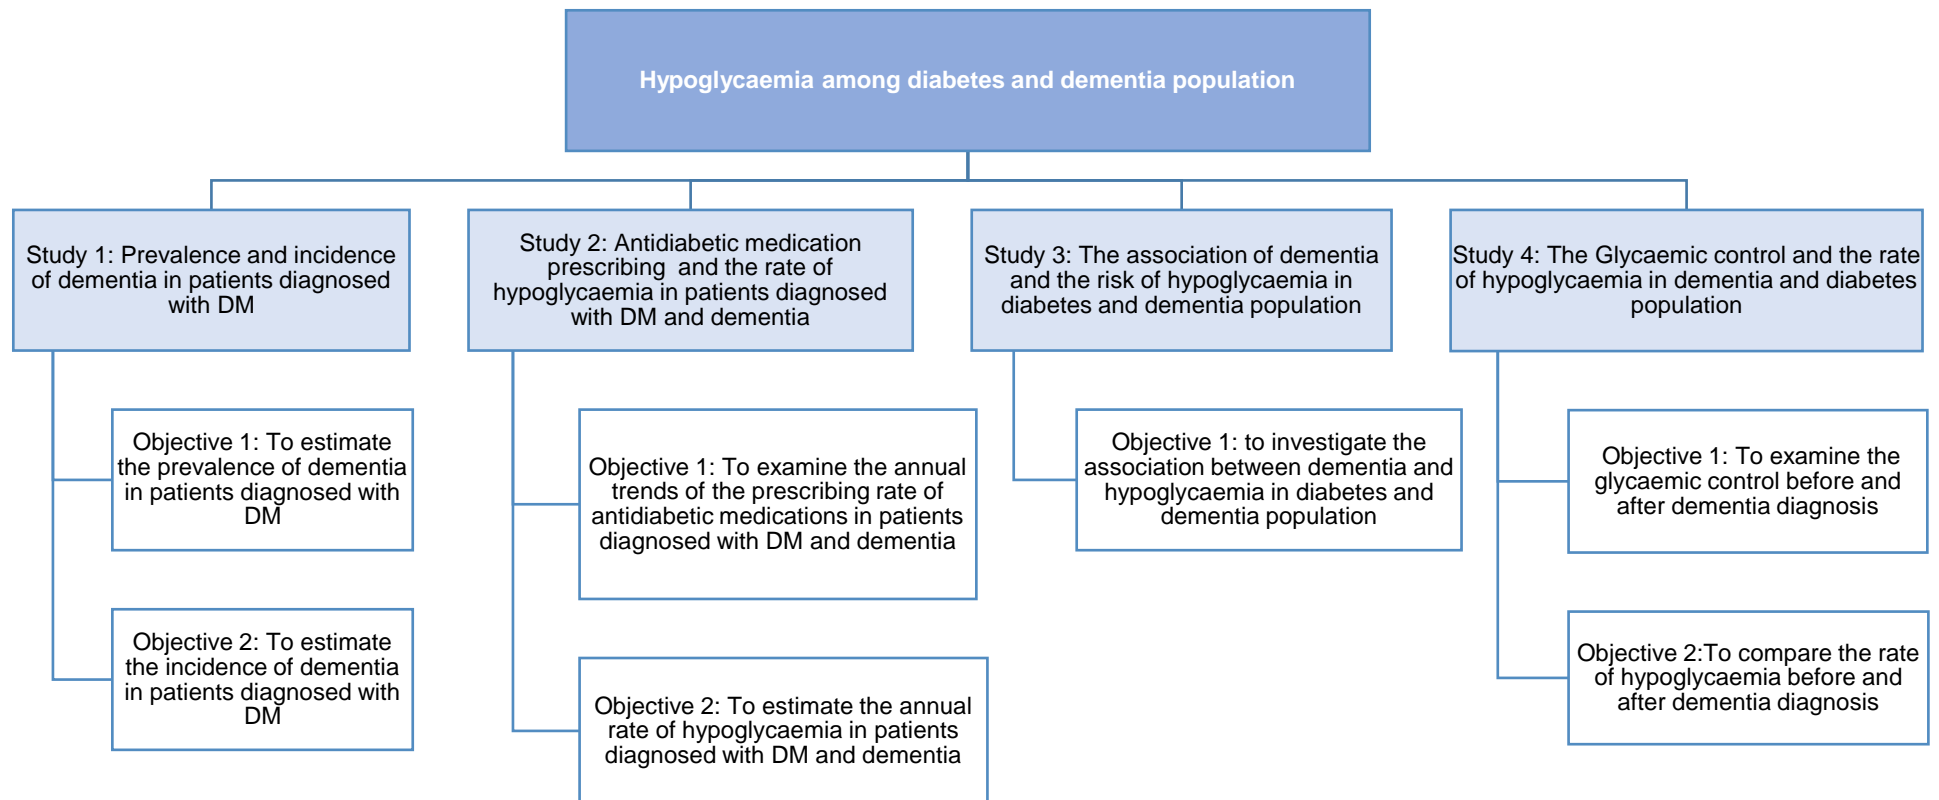 Hypoglycaemia among diabetes and dementia population
Study 1: Prevalence and incidence
of dementia in patients diagnosed
with DM
Objective 1: To estimate
the prevalence of dementia
in patients diagnosed with
DM
Objective 2: To estimate
the incidence of dementia
in patients diagnosed with
DM
Study 2: Antidiabetic medication
prescribing and the rate of
hypoglycaemia in patients diagnosed
with DM and dementia
Objective 1: To examine the annual
trends of the prescribing rate of
antidiabetic medications in patients
diagnosed with DM and dementia
Objective 2: To estimate the annual
rate of hypoglycaemia in patients
diagnosed with DM and dementia
Study 3: The association of dementia
and the risk of hypoglycaemia in
diabetes and dementia population
Objective 1: to investigate the
association between dementia and
hypoglycaemia in diabetes and
dementia population
Study 4: The Glycaemic control and the rate
of hypoglycaemia in dementia and diabetes
population
Objective 1: To examine the
glycaemic control before and
after dementia diagnosis
Objective 2:To compare the rate
of hypoglycaemia before and
after dementia diagnosis